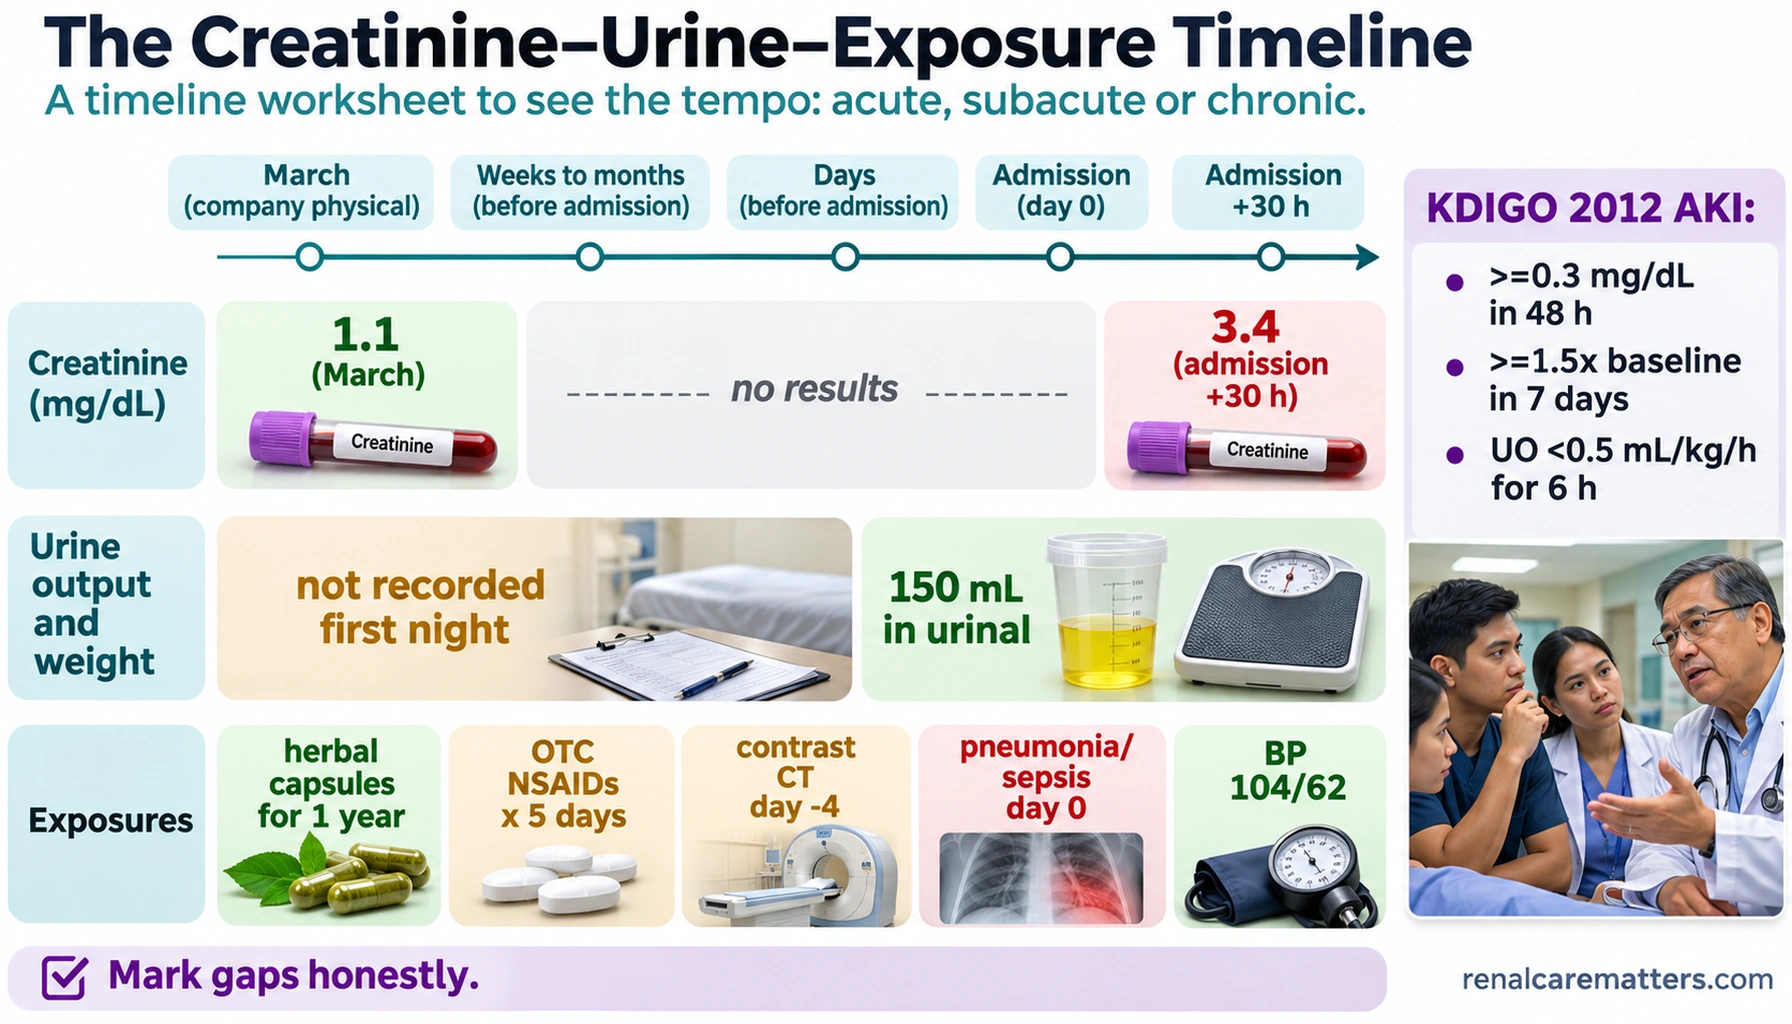 The Creatinine–Urine–Exposure Timeline
A timeline worksheet to see the tempo: acute, subacute or chronic.
March
(company physical)
Weeks to months
(before admission)
Days
(before admission)
Admission
(day 0)
Admission
+30 h
Creatinine
(mg/dL)
1.1
(March)
Creatinine
no results
3.4
(admission
+30 h)
Creatinine
Urine
output
and
weight
not recorded
first night
150 mL
in urinal
Exposures
herbal
capsules
for 1 year
OTC
NSAIDs
x 5 days
contrast
CT
day -4
pneumonia/
sepsis
day 0
BP
104/62
KDIGO 2012 AKI:
>=0.3 mg/dL
in 48 h
>=1.5x baseline
in 7 days
UO <0.5 mL/kg/h
for 6 h
Mark gaps honestly.
renalcarematters.com